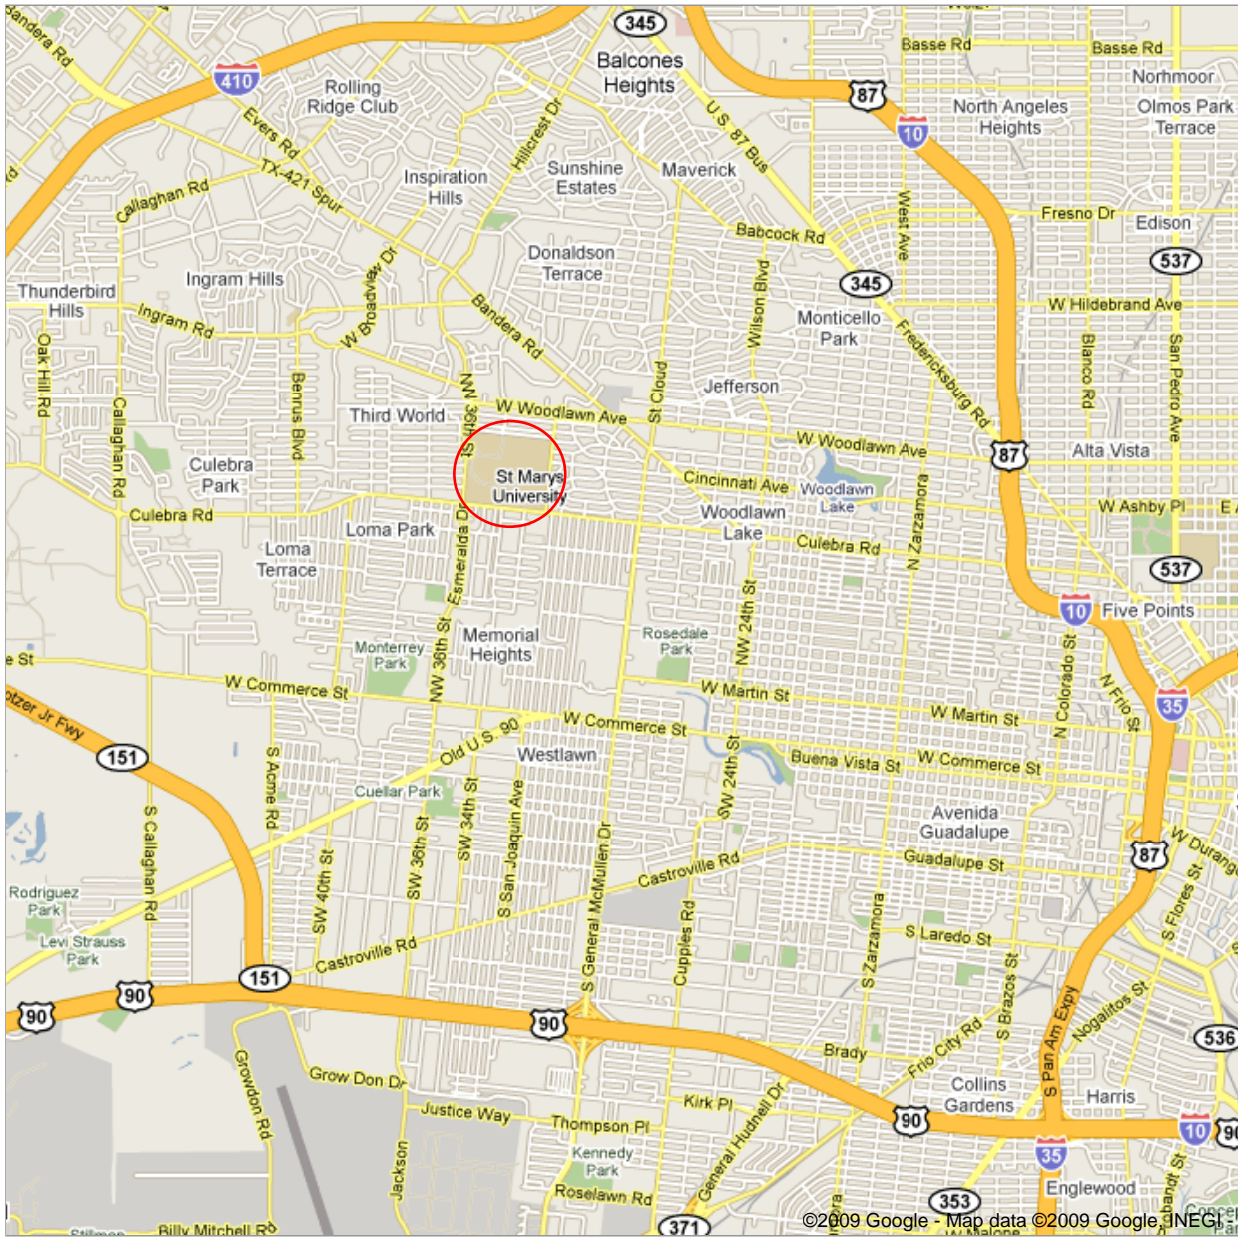 Bandera Rd
345
Balcones
Heights
Basse Rd
Basse Rd
410
Rolling
Ridge Club
87
Norhmoor
North Angeles
Heights
Olmos Park
Terrace
Evers Rd
Hillcrest Dr
U.S. 87 Bus
10
TX-421 Spur
Inspiration
Hills
Sunshine
Estates
Maverick
Callaghan Rd
West Ave
Fresno Dr
Edison
Babcock Rd
Donaldson
Terrace
537
Ingram Hills
W Broadview Dr
Wilson Blvd
345
Thunderbird
Hills
Ingram Rd
Bandera Rd
W Hildebrand Ave
Monticello
Park
Fredericksburg Rd
Oak Hill Rd
Blanco Rd
San Pedro Ave
Callaghan Rd
Benrus Blvd
NW 36th St
St Cloud
Jefferson
Third World
W Woodlawn Ave
W Woodlawn Ave
87
Alta Vista
Culebra
Park
St Marys
University
Cincinnati Ave
Woodlawn
Lake
N Zarzamora
W Ashby Pl
E A
Culebra Rd
Loma Park
Woodlawn
Lake
Culebra Rd
Loma
Terrace
Esmeralda Dr
537
NW 24th St
10
Five Points
Memorial
Heights
Rosedale
Park
Monterrey
Park
NW 36th St
e St
W Commerce St
W Martin St
W Martin St
N Colorado St
N Frio St
35
otzer Jr Fwy
151
Old U.S. 90
W Commerce St
Westlawn
SW 24th St
Buena Vista St
W Commerce St
S Acme Rd
Cuellar Park
SW 34th St
S San Joaquin Ave
S Callaghan Rd
SW 36th St
S General McMullen Dr
Avenida
Guadalupe
W Durango
87
Castroville Rd
Guadalupe St
Rodriguez
Park
SW 40th St
Cupples Rd
S Zarzamora
S Flores St
Levi Strauss
Park
Castroville Rd
S Laredo St
151
S Brazos St
90
90
90
S Pan Am Expy
Nogalitos St
536
Brady
Frio City Rd
Growdon Rd
Grow Don Dr
Justice Way
Thompson Pl
Kirk Pl
General Hudnell Dr
Collins
Gardens
Harris
90
10
90
Jackson
Kennedy
Park
35
Roselawn Rd
Englewood
353
371
Billy Mitchell Rd
©2009 Google - Map data ©2009 Google, INEGI -